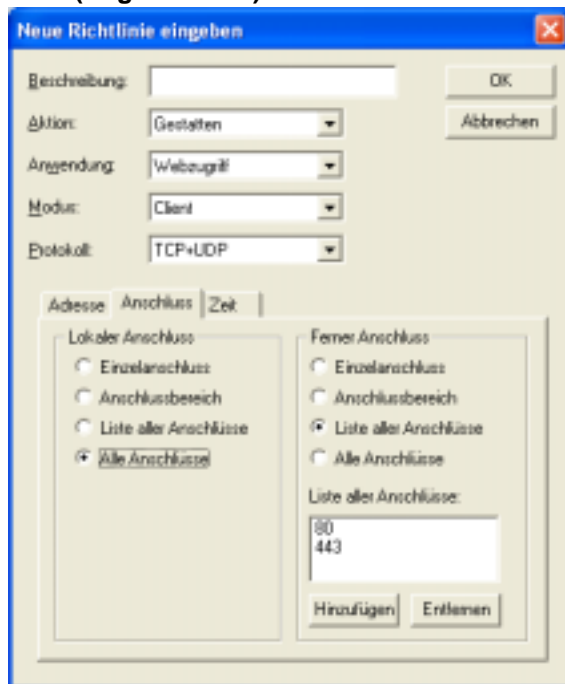 Neue Richtlinie eingeben
Beschreibung:
OK
Aktion:
Gestatten
Abbrechen
Anwendung:
Webzugriff
Modus:
Client
Protokoll:
TCP+UDP
Adresse
Anschluss
Zeit
Lokaler Anschluss
Einzelanschluss
Anschlussbereich
Liste aller Anschlüsse
Alle Anschlüsse
Ferner Anschluss
Einzelanschluss
Anschlussbereich
Liste aller Anschlüsse
Alle Anschlüsse
Liste aller Anschlüsse:
80
443
Hinzufügen
Entfernen